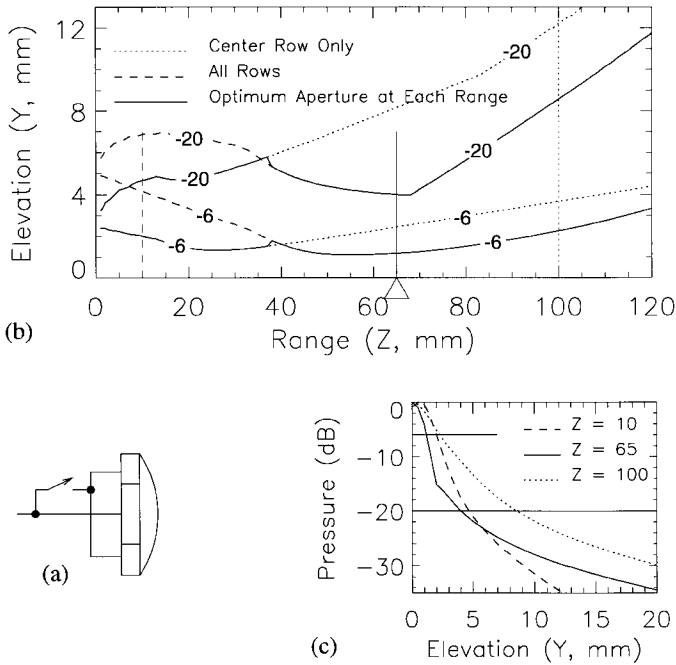 12
8
4
0
Elevation (Y, mm)
Center Row Only
All Rows
Optimum Aperture at Each Range
-20
-20
-20
-20
-6
-6
-6
-6
0 20 40 60 80 100 120
Range (Z, mm)
(b)
(a)
0
-10
-20
-30
Pressure (dB)
Z = 10
Z = 65
Z = 100
0 5 10 15 20
Elevation (Y, mm)
(c)